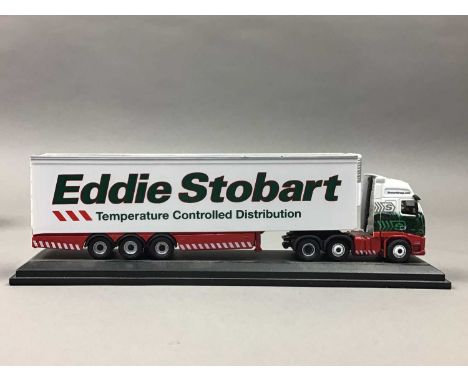 Eddie Stobart
Temperature Controlled Distribution